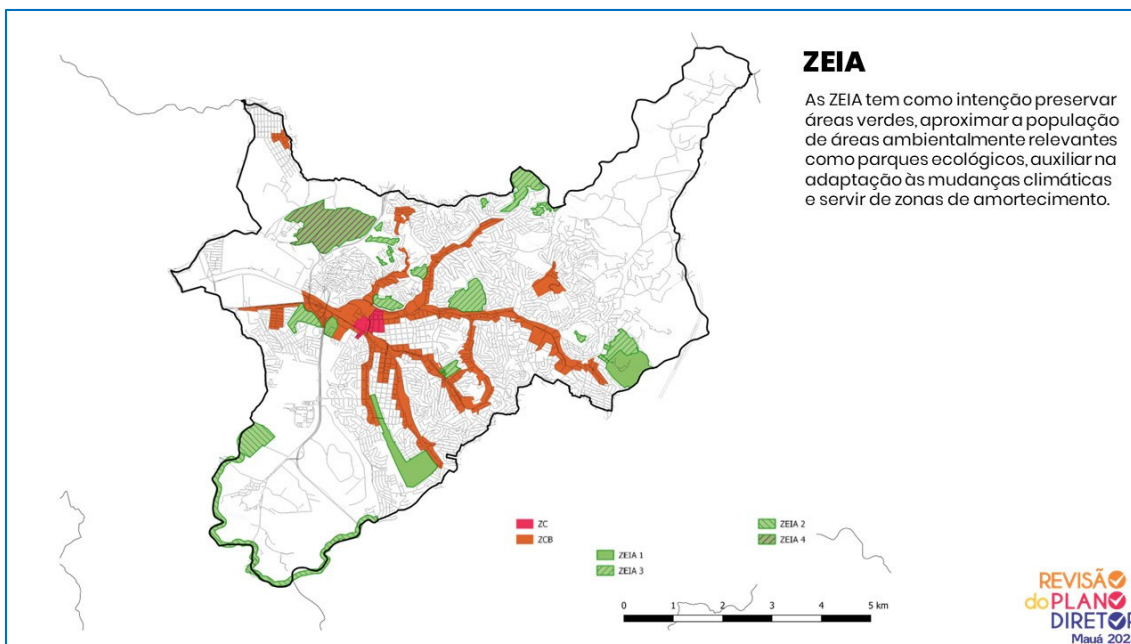 ZEIA
As ZEIA tem como intenção preservar
áreas verdes, aproximar a população
de áreas ambientalmente relevantes
como parques ecológicos, auxiliar na
adaptação às mudanças climáticas
e servir de zonas de amortecimento.
ZC
ZCB
ZEIA 1
ZEIA 3
ZEIA 2
ZEIA 4
0 1 2 3 4 5 km
REVISÃO
do PLANO
DIRETOR
Mauá 202